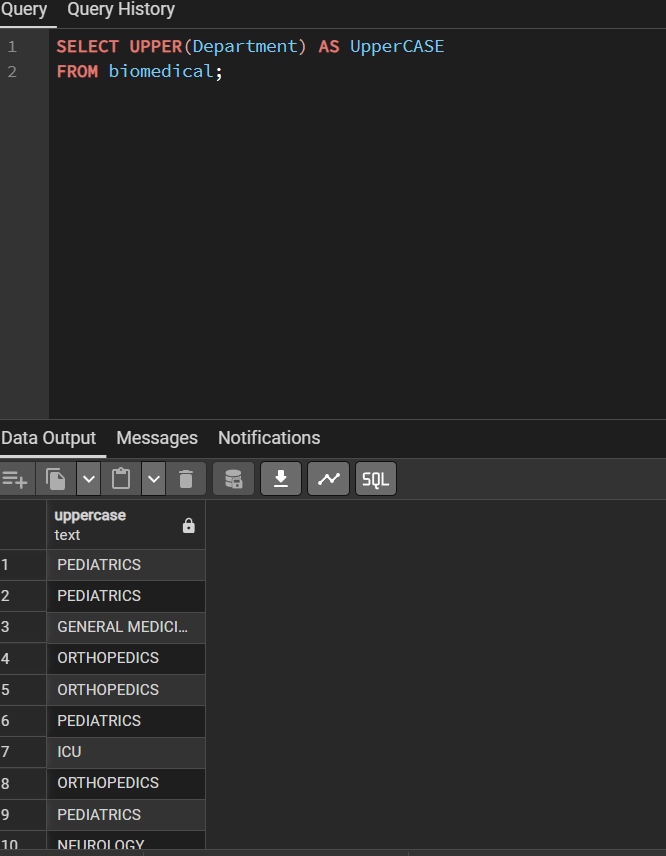 Query Query History
1 SELECT UPPER(Department) AS UpperCASE
2 FROM biomedical;
Data Output Messages Notifications
SQL
uppercase
text
1 PEDIATRICS
2 PEDIATRICS
3 GENERAL MEDICI...
4 ORTHOPEDICS
5 ORTHOPEDICS
6 PEDIATRICS
7 ICU
8 ORTHOPEDICS
9 PEDIATRICS
10 NEUROLOGY